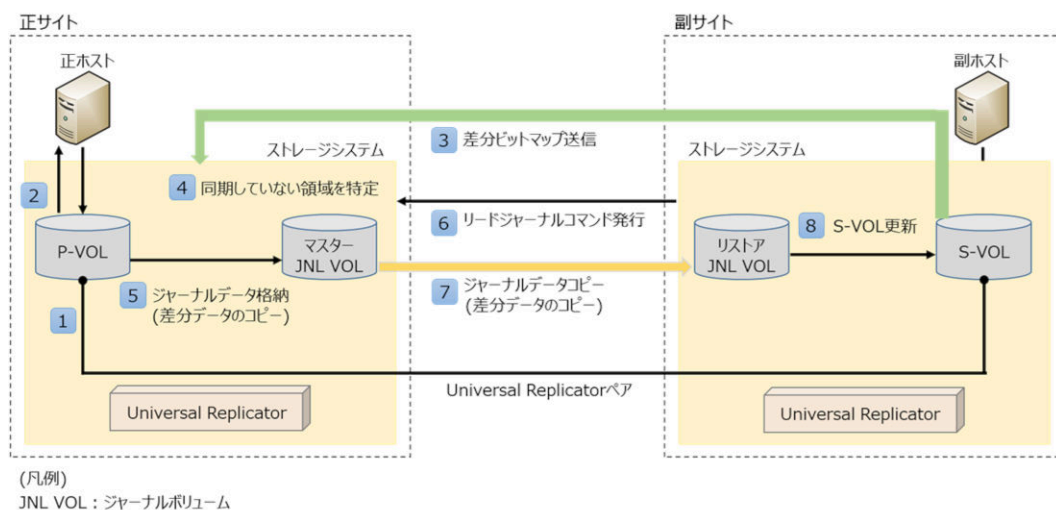 正サイト
副サイト
正ホスト
副ホスト
3 差分ビットマップ送信
ストレージシステム
ストレージシステム
2
4 同期していない領域を特定
6 リードジャーナルコマンド発行
8 S-VOL更新
P-VOL
マスター
JNL VOL
リストア
JNL VOL
S-VOL
5 ジャーナルデータ格納
(差分データのコピー)
7 ジャーナルデータコピー
(差分データのコピー)
1
Universal Replicatorペア
Universal Replicator
Universal Replicator
(凡例)
JNL VOL：ジャーナルボリューム